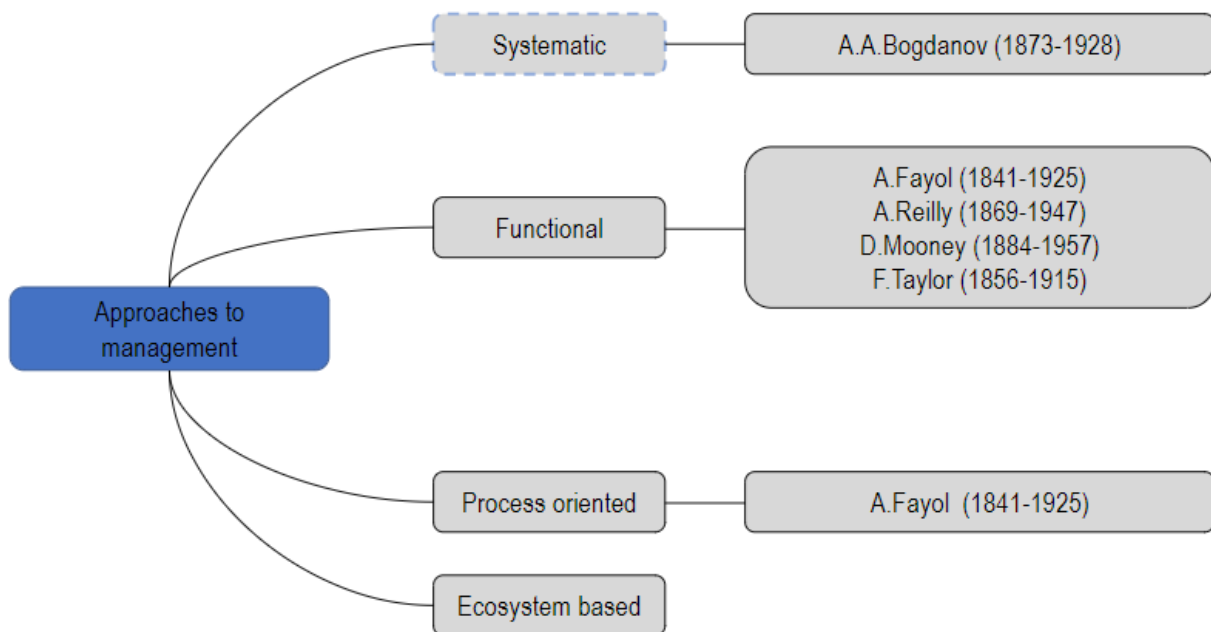 Systematic
A.A.Bogdanov (1873-1928)
Functional
A.Fayol (1841-1925)
A.Reilly (1869-1947)
D.Mooney (1884-1957)
F.Taylor (1856-1915)
Approaches to
management
Process oriented
A.Fayol (1841-1925)
Ecosystem based